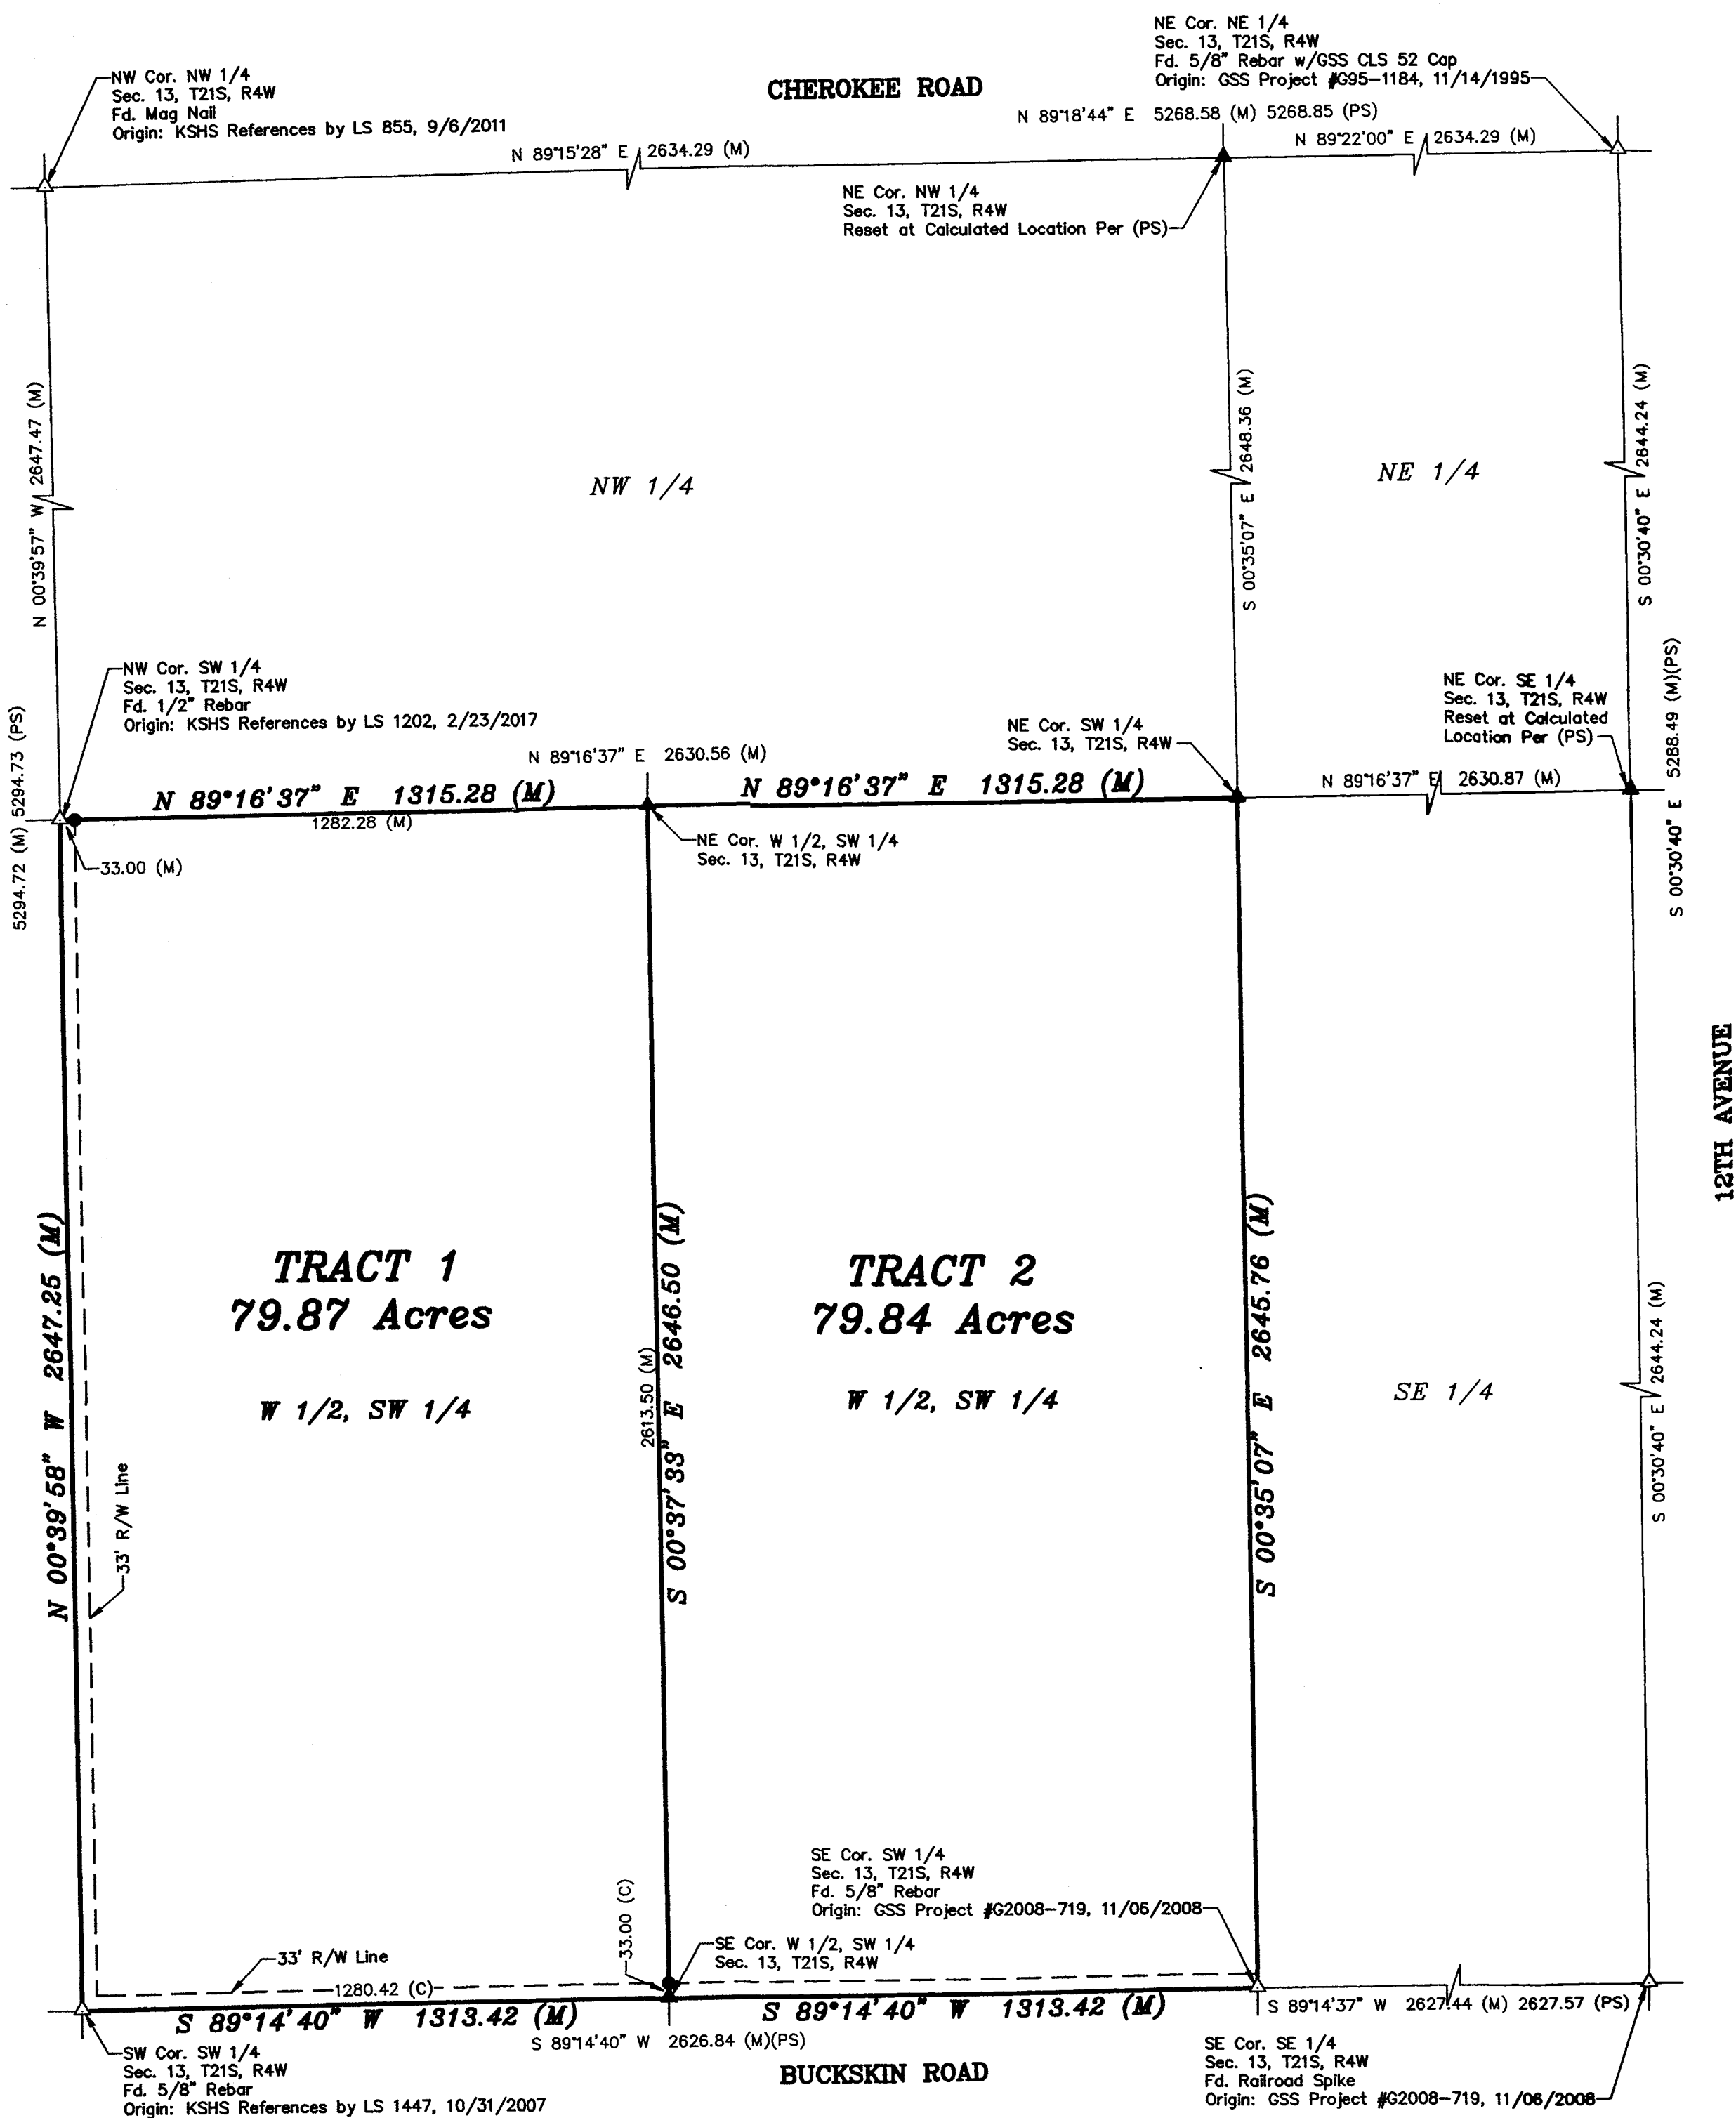 NE Cor. NE 1/4
Sec. 13, T21S, R4W
Fd. 5/8" Rebar w/GSS CLS 52 Cap
Origin: GSS Project #G95-1184, 11/14/1995
NW Cor. NW 1/4
Sec. 13, T21S, R4W
Fd. Mag Nail
Origin: KSHS References by LS 855, 9/6/2011
CHEROKEE ROAD
N 89°18'44" E 5268.58 (M) 5268.85 (PS)
N 89°15'28" E 2634.29 (M)
N 89°22'00" E 2634.29 (M)
NE Cor. NW 1/4
Sec. 13, T21S, R4W
Reset at Calculated Location Per (PS)
N 00°39'57" W 2647.47 (M)
S 00°35'07" E 2648.36 (M)
S 00°30'40" E 2644.24 (M)
NW 1/4
NE 1/4
NW Cor. SW 1/4
Sec. 13, T21S, R4W
Fd. 1/2" Rebar
Origin: KSHS References by LS 1202, 2/23/2017
NE Cor. SE 1/4
Sec. 13, T21S, R4W
Reset at Calculated
Location Per (PS)
NE Cor. SW 1/4
Sec. 13, T21S, R4W
5294.72 (M) 5294.73 (PS)
S 00°30'40" E 5288.49 (M)(PS)
N 89°16'37" E 2630.56 (M)
N 89°16'37" E 1315.28 (M)
N 89°16'37" E 1315.28 (M)
N 89°16'37" E 2630.87 (M)
1282.28 (M)
33.00 (M)
NE Cor. W 1/2, SW 1/4
Sec. 13, T21S, R4W
12TH AVENUE
N 00°39'58" W 2647.25 (M)
33' R/W Line
TRACT 1
79.87 Acres
W 1/2, SW 1/4
2613.50 (M)
S 00°37'33" E 2646.50 (M)
TRACT 2
79.84 Acres
W 1/2, SW 1/4
S 00°35'07" E 2645.76 (M)
SE 1/4
S 00°30'40" E 2644.24 (M)
SE Cor. SW 1/4
Sec. 13, T21S, R4W
Fd. 5/8" Rebar
Origin: GSS Project #G2008-719, 11/06/2008
33.00 (C)
SE Cor. W 1/2, SW 1/4
Sec. 13, T21S, R4W
33' R/W Line
1280.42 (C)
S 89°14'40" W 1313.42 (M)
S 89°14'40" W 1313.42 (M)
S 89°14'37" W 2627.44 (M) 2627.57 (PS)
S 89°14'40" W 2626.84 (M)(PS)
BUCKSKIN ROAD
SW Cor. SW 1/4
Sec. 13, T21S, R4W
Fd. 5/8" Rebar
Origin: KSHS References by LS 1447, 10/31/2007
SE Cor. SE 1/4
Sec. 13, T21S, R4W
Fd. Railroad Spike
Origin: GSS Project #G2008-719, 11/06/2008